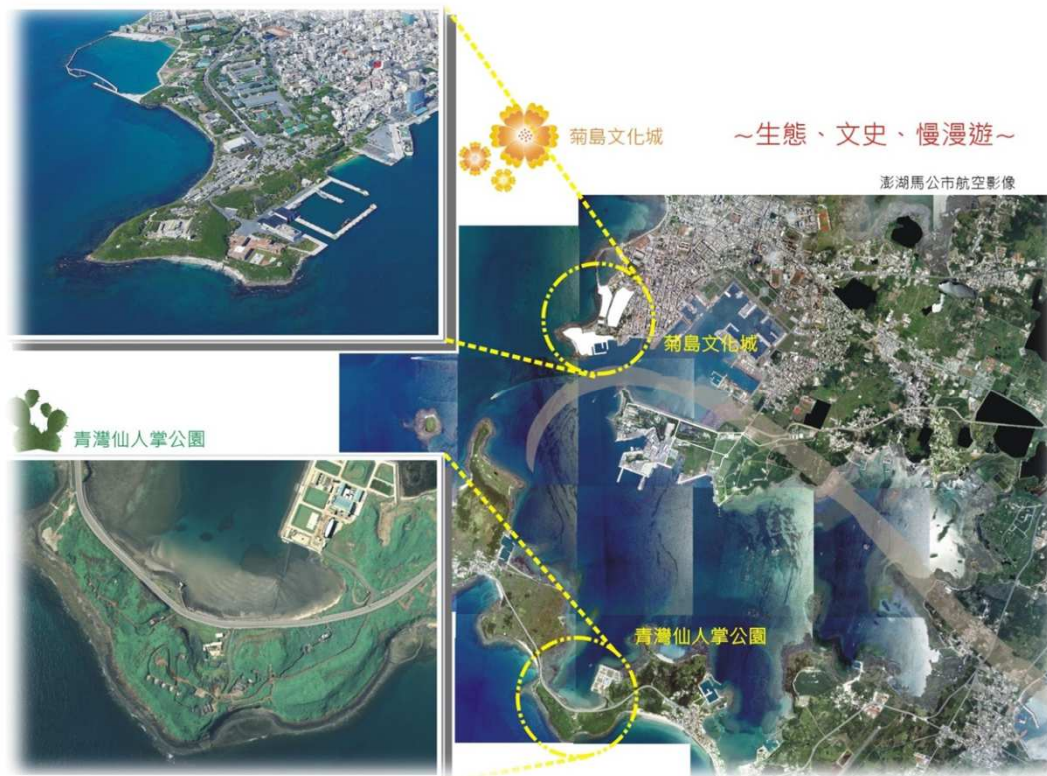 菊島文化城
～生態、文史、慢漫遊～
澎湖馬公市航空影像
菊島文化城
青灣仙人掌公園
青灣仙人掌公園